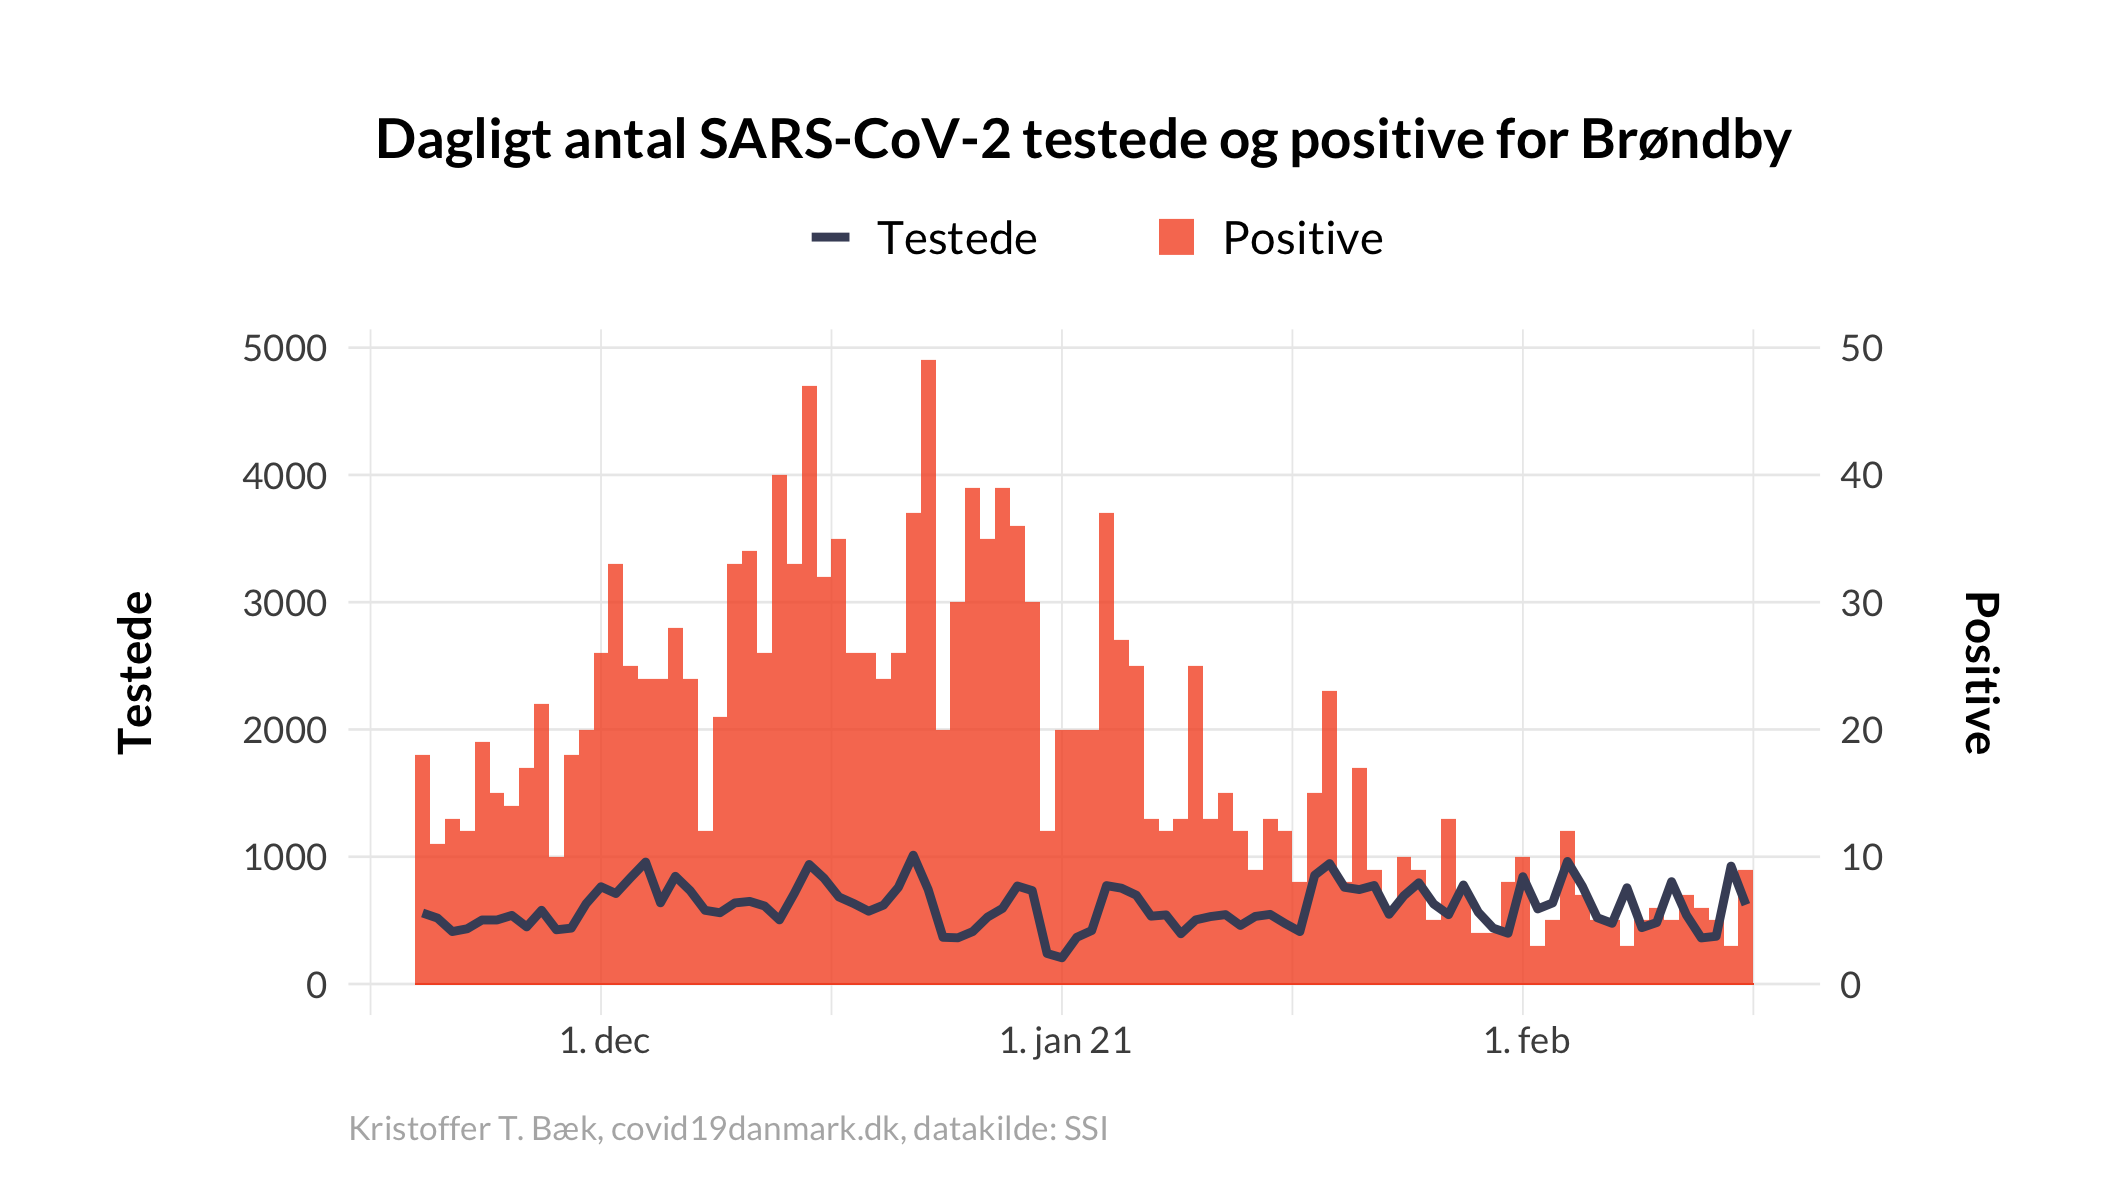 Dagligt antal SARS-CoV-2 testede og positive for Brøndby
Testede
Positive
5000
4000
3000
2000
1000
0
Testede
50
40
30
20
10
0
Positive
1. dec
1. jan 21
1. feb
Kristoffer T. Bæk, covid19danmark.dk, datakilde: SSI